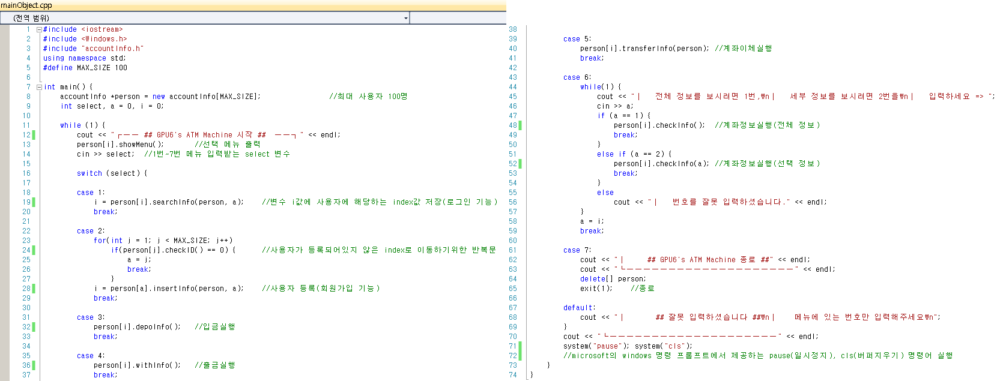 mainObject.cpp
(전역 범위)
1 #include <iostream>
2 #include <Windows.h>
3 #include "accountInfo.h"
4 using namespace std;
5 #define MAX_SIZE 100
6
7 int main() {
8 accountInfo *person = new accountInfo[MAX_SIZE]; //최대 사용자 100명
9 int select, a = 0, i = 0;
10
11 while (1) {
12 cout << "┌─── ## GPU6's ATM Machine 시작 ## ───┐" << endl;
13 person[i].showMenu(); //선택 메뉴 출력
14 cin >> select; //1번~7번 메뉴 입력받는 select 변수
15
16 switch (select) {
17
18 case 1:
19 i = person[i].searchInfo(person, a); //변수 i값에 사용자에 해당하는 index값 저장(로그인 기능)
20 break;
21
22 case 2:
23 for(int j = 1; j < MAX_SIZE; j++)
24 if(person[j].checkID() == 0) { //사용자가 등록되어있지 않은 index로 이동하기위한 반복문
25 a = j;
26 break;
27 }
28 i = person[a].insertInfo(person, a); //사용자 등록(회원가입 기능)
29 break;
30
31 case 3:
32 person[i].depoInfo(); //입금실행
33 break;
34
35 case 4:
36 person[i].withInfo(); //출금실행
37 break;
38
39 case 5:
40 person[i].transferInfo(person); //계좌이체실행
41 break;
42
43 case 6:
44 while(1) {
45 cout << "│ 전체 정보를 보시려면 1번,₩n│ 세부 정보를 보시려면 2번을₩n│ 입력하세요 => ";
46 cin >> a;
47 if (a == 1) {
48 person[i].checkInfo(); //계좌정보실행(전체 정보)
49 break;
50 }
51 else if (a == 2) {
52 person[i].checkInfo(a); //계좌정보실행(선택 정보)
53 break;
54 }
55 else
56 cout << "│ 번호를 잘못 입력하셨습니다." << endl;
57 }
58 a = i;
59 break;
60
61 case 7:
62 cout << "│ ## GPU6's ATM Machine 종료 ##" << endl;
63 cout << "└──────────────────────" << endl;
64 delete[] person;
65 exit(1); //종료
66
67 default:
68 cout << "│ ## 잘못 입력하셨습니다 ##₩n│ 메뉴에 있는 번호만 입력해주세요₩n";
69 }
70 cout << "└──────────────────────" << endl;
71 system("pause"); system("cls");
72 //microsoft의 windows 명령 프롬프트에서 제공하는 pause(일시정지), cls(버퍼지우기) 명령어 실행
73 }
74 }